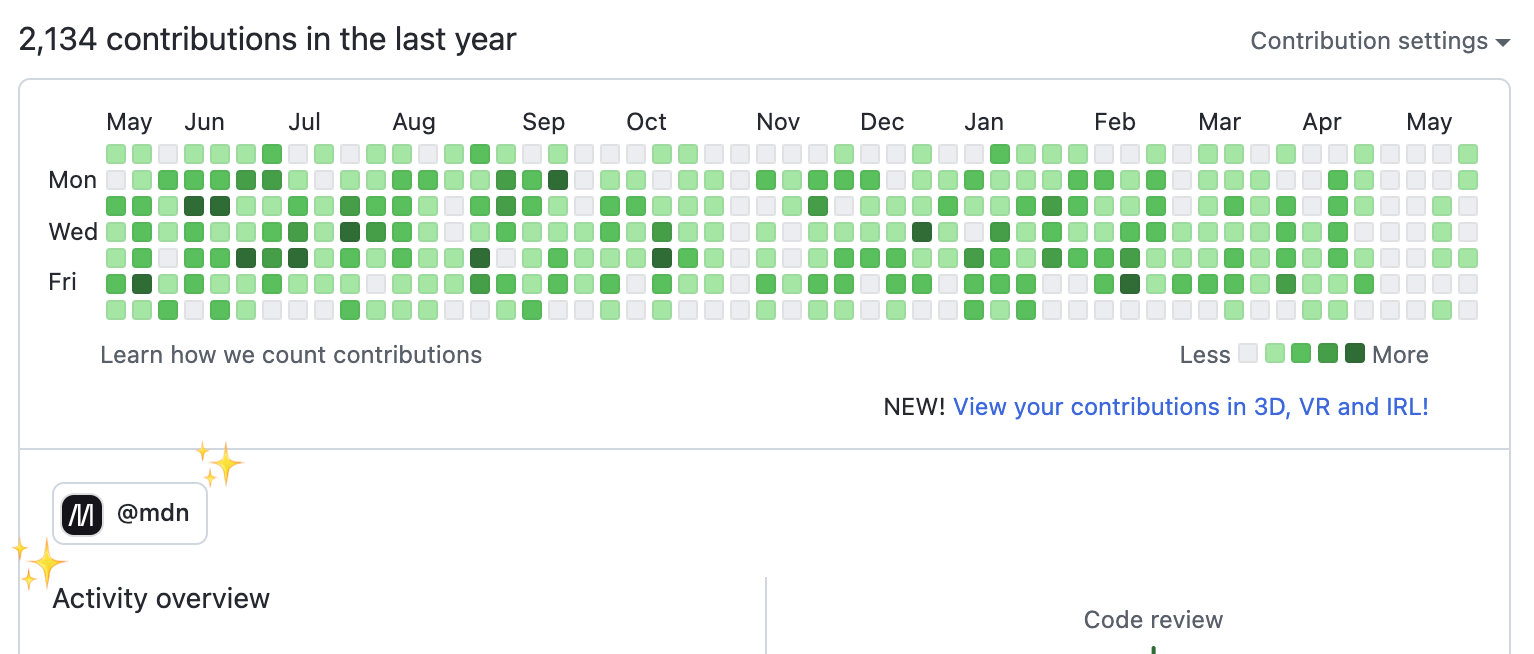 2,134 contributions in the last year
Contribution settings
May Jun Jul Aug Sep Oct Nov Dec Jan Feb Mar Apr May
Mon
Wed
Fri
Learn how we count contributions
Less More
NEW! View your contributions in 3D, VR and IRL!
@mdn
Activity overview
Code review